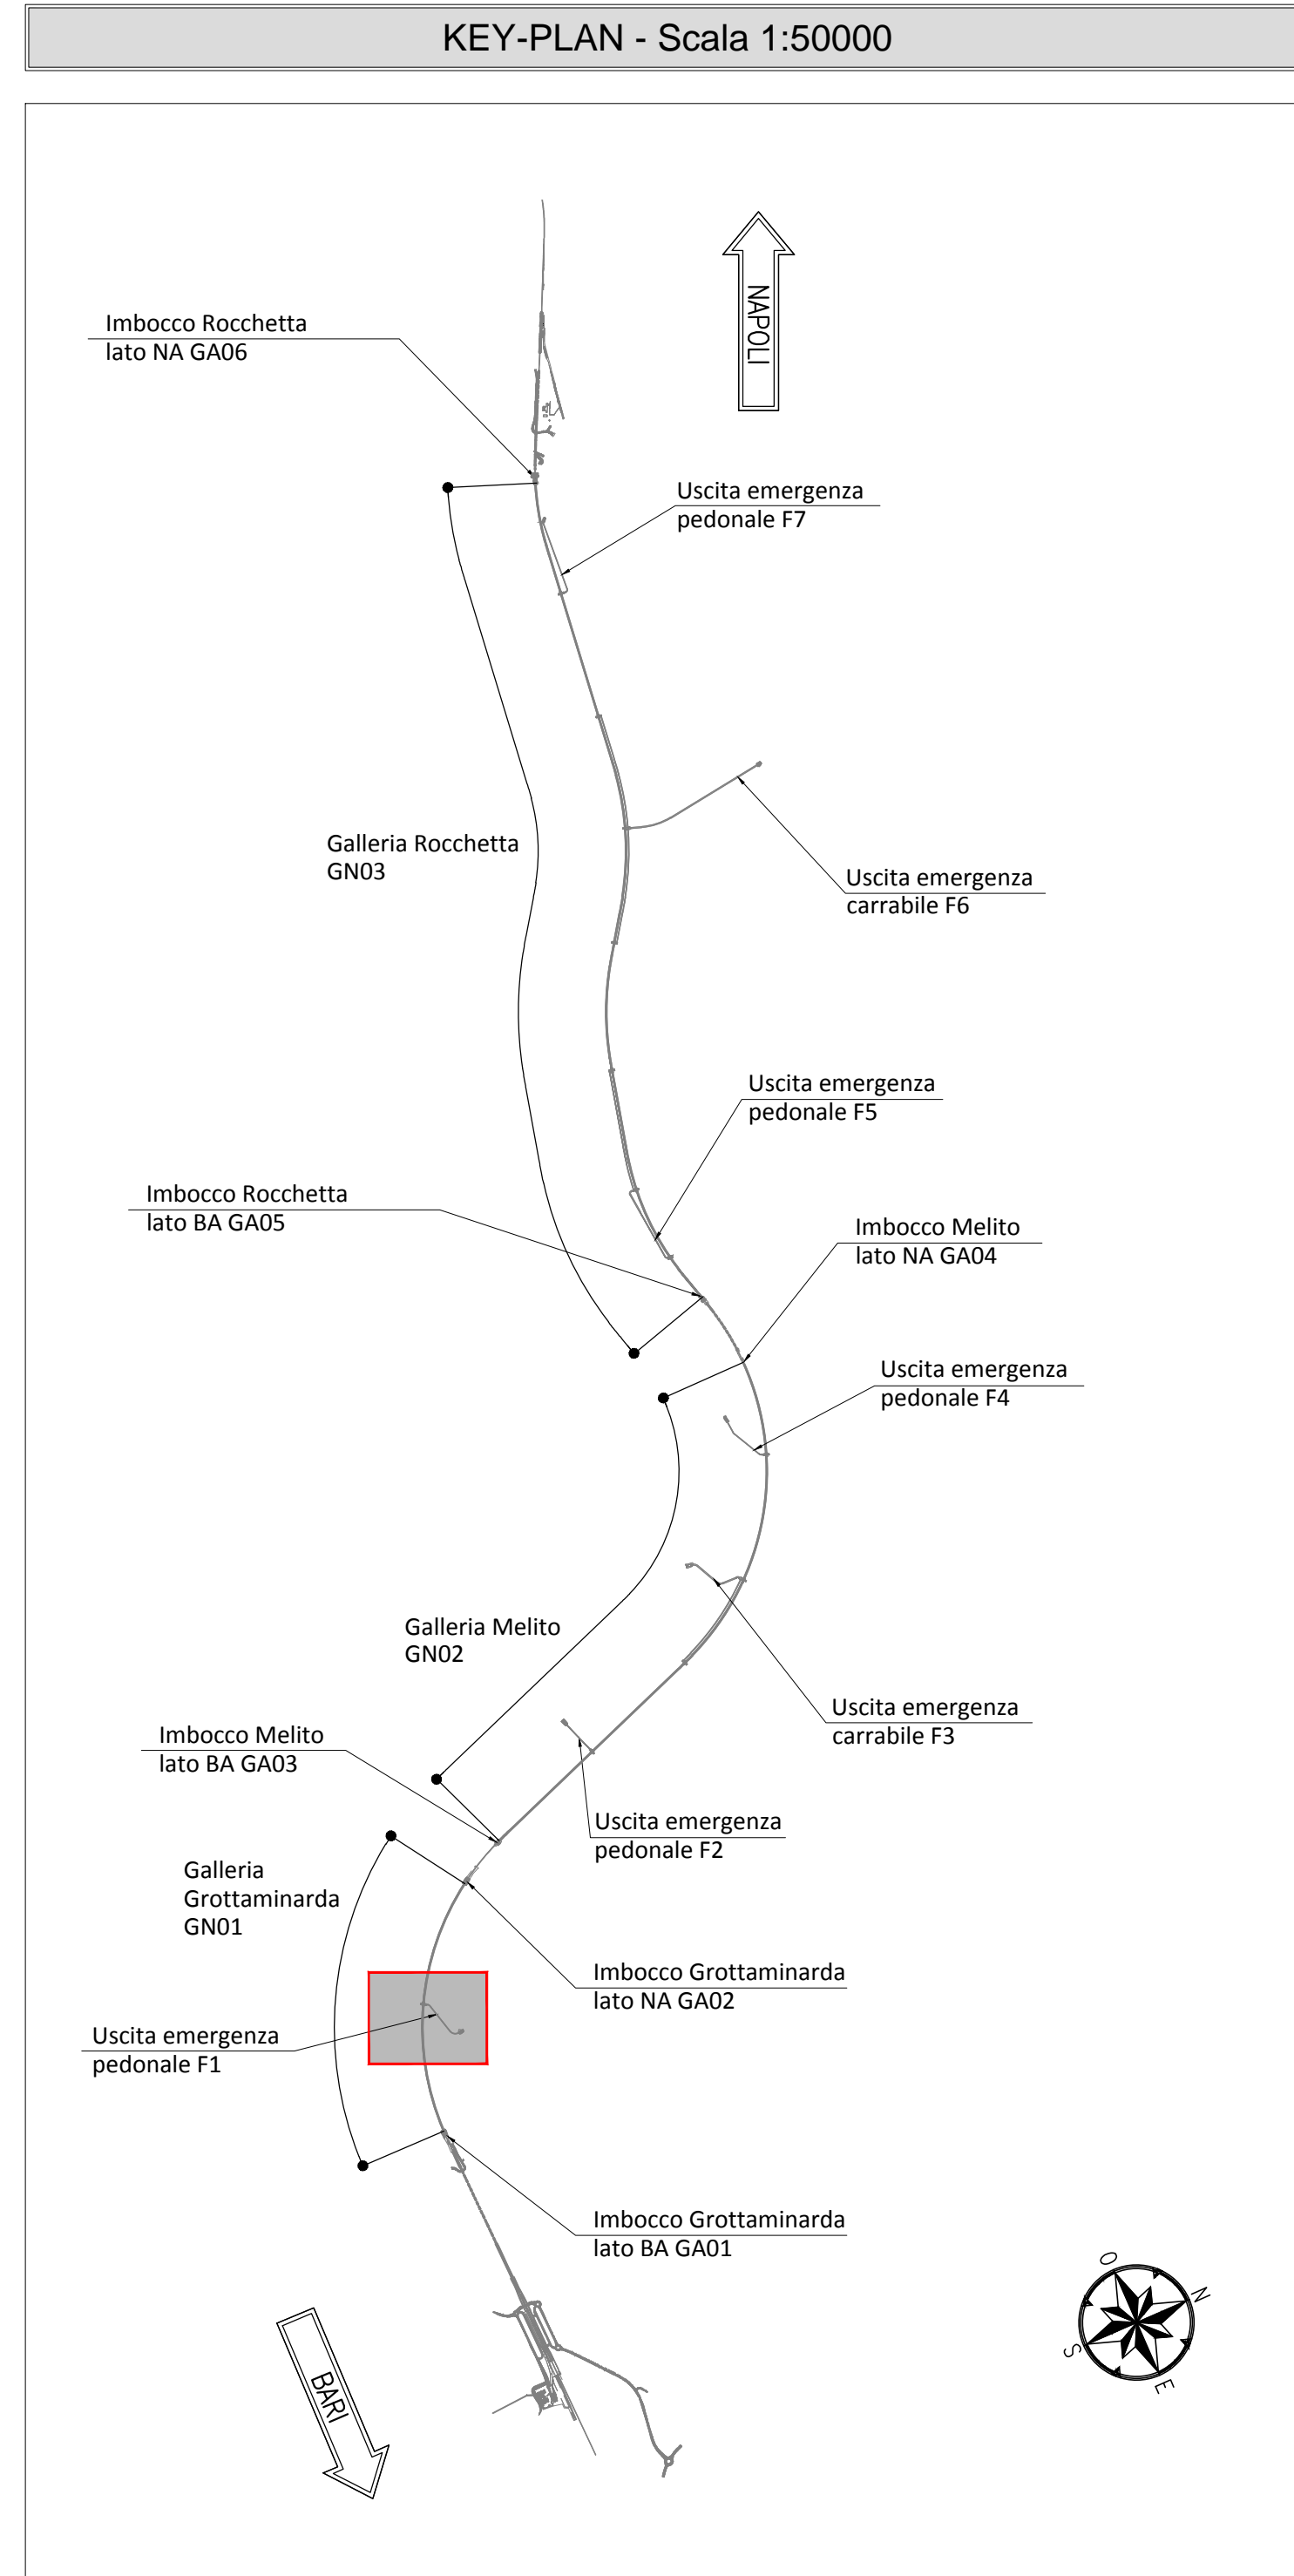 KEY-PLAN - Scala 1:50000
NAPOLI
Imbocco Rocchetta
lato NA GA06
Uscita emergenza
pedonale F7
Galleria Rocchetta
GN03
Uscita emergenza
carrabile F6
Uscita emergenza
pedonale F5
Imbocco Rocchetta
lato BA GA05
Imbocco Melito
lato NA GA04
Uscita emergenza
pedonale F4
Galleria Melito
GN02
Uscita emergenza
carrabile F3
Imbocco Melito
lato BA GA03
Uscita emergenza
pedonale F2
Galleria
Grottaminarda
GN01
Imbocco Grottaminarda
lato NA GA02
Uscita emergenza
pedonale F1
Imbocco Grottaminarda
lato BA GA01
O
N
S
E
BARI